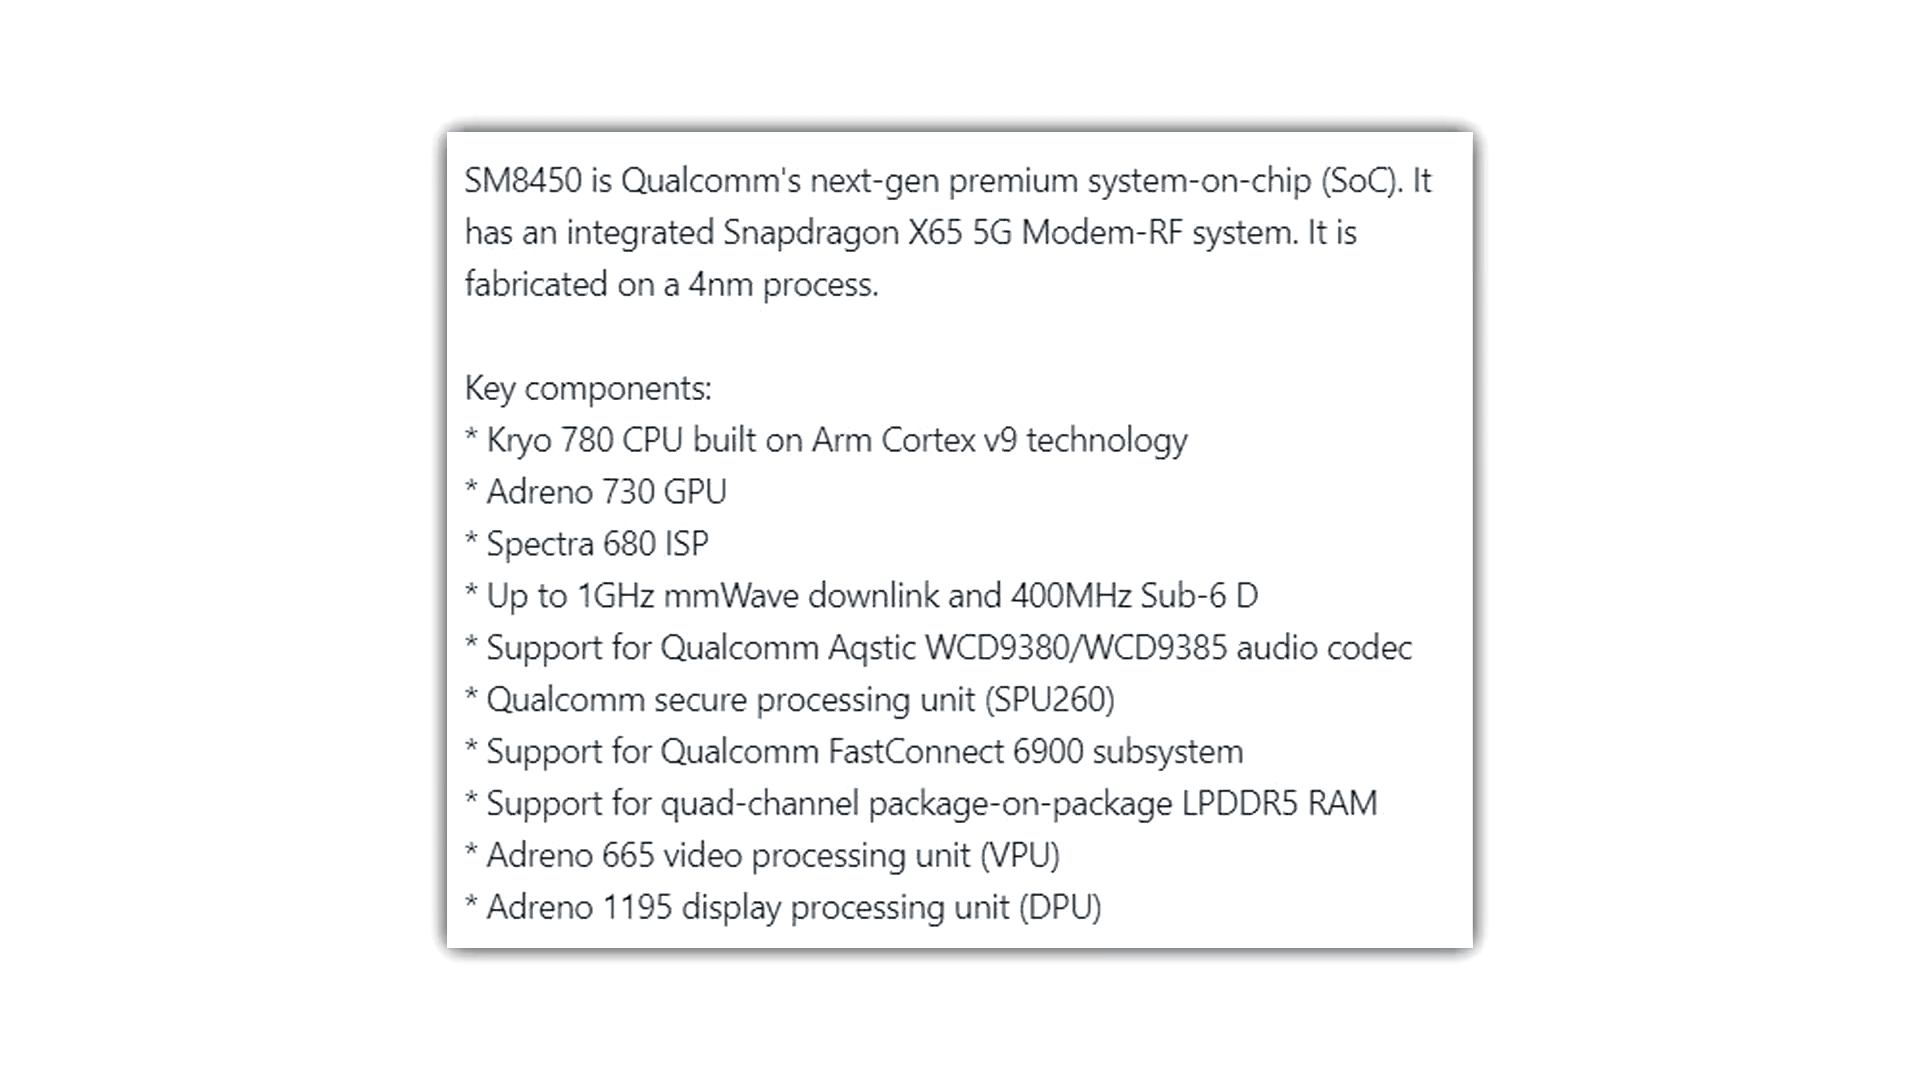 SM8450 is Qualcomm's next-gen premium system-on-chip (SoC). It
has an integrated Snapdragon X65 5G Modem-RF system. It is
fabricated on a 4nm process.
Key components:
* Kryo 780 CPU built on Arm Cortex v9 technology
* Adreno 730 GPU
* Spectra 680 ISP
* Up to 1GHz mmWave downlink and 400MHz Sub-6 D
* Support for Qualcomm Aqstic WCD9380/WCD9385 audio codec
* Qualcomm secure processing unit (SPU260)
* Support for Qualcomm FastConnect 6900 subsystem
* Support for quad-channel package-on-package LPDDR5 RAM
* Adreno 665 video processing unit (VPU)
* Adreno 1195 display processing unit (DPU)